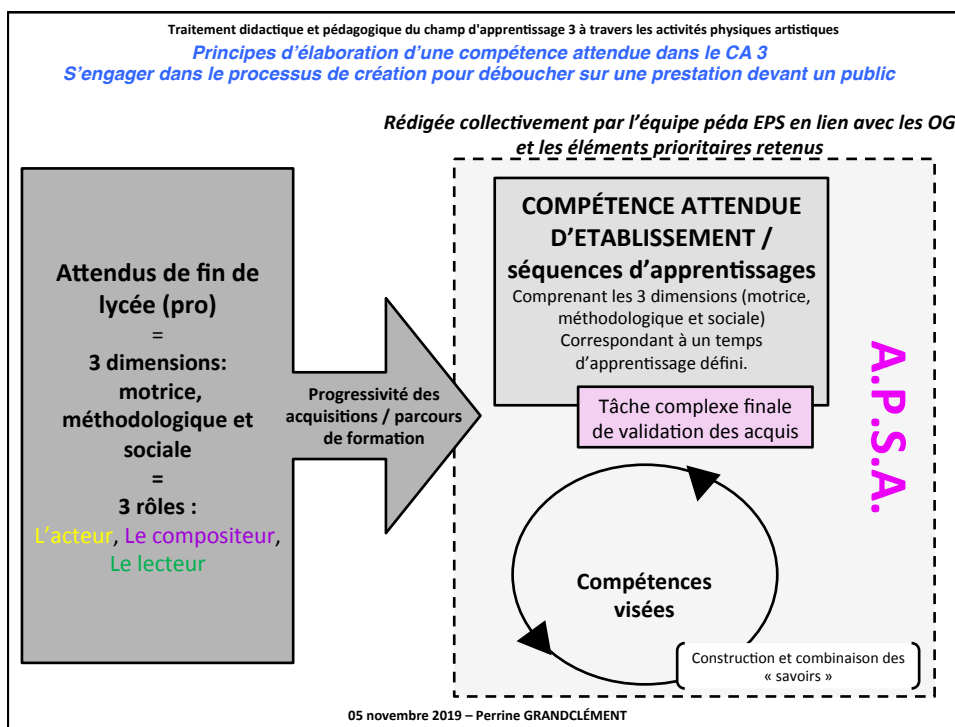 Traitement didactique et pédagogique du champ d'apprentissage 3 à travers les activités physiques artistiques
Principes d'élaboration d'une compétence attendue dans le CA 3
S'engager dans le processus de création pour déboucher sur une prestation devant un public
Rédigée collectivement par l'équipe péda EPS en lien avec les OG
et les éléments prioritaires retenus
Attendus de fin de
lycée (pro)
=
3 dimensions:
motrice,
méthodologique et
sociale
=
3 rôles :
L'acteur, Le compositeur,
Le lecteur
Progressivité des
acquisitions / parcours
de formation
COMPÉTENCE ATTENDUE
D'ETABLISSEMENT /
séquences d'apprentissages
Comprenant les 3 dimensions (motrice,
méthodologique et sociale)
Correspondant à un temps
d'apprentissage défini.
Tâche complexe finale
de validation des acquis
A.P.S.A.
Compétences
visées
Construction et combinaison des
« savoirs »
05 novembre 2019 – Perrine GRANDCLÉMENT